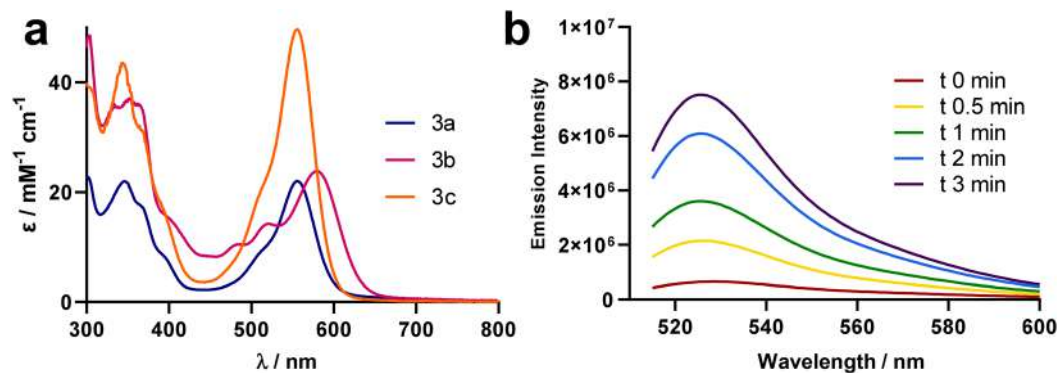 a
ε / mM⁻¹ cm⁻¹
40
20
0
300 400 500 600 700 800
λ / nm
3a
3b
3c
b
Emission Intensity
1×10⁷
8×10⁶
6×10⁶
4×10⁶
2×10⁶
0
520 540 560 580 600
Wavelength / nm
t 0 min
t 0.5 min
t 1 min
t 2 min
t 3 min